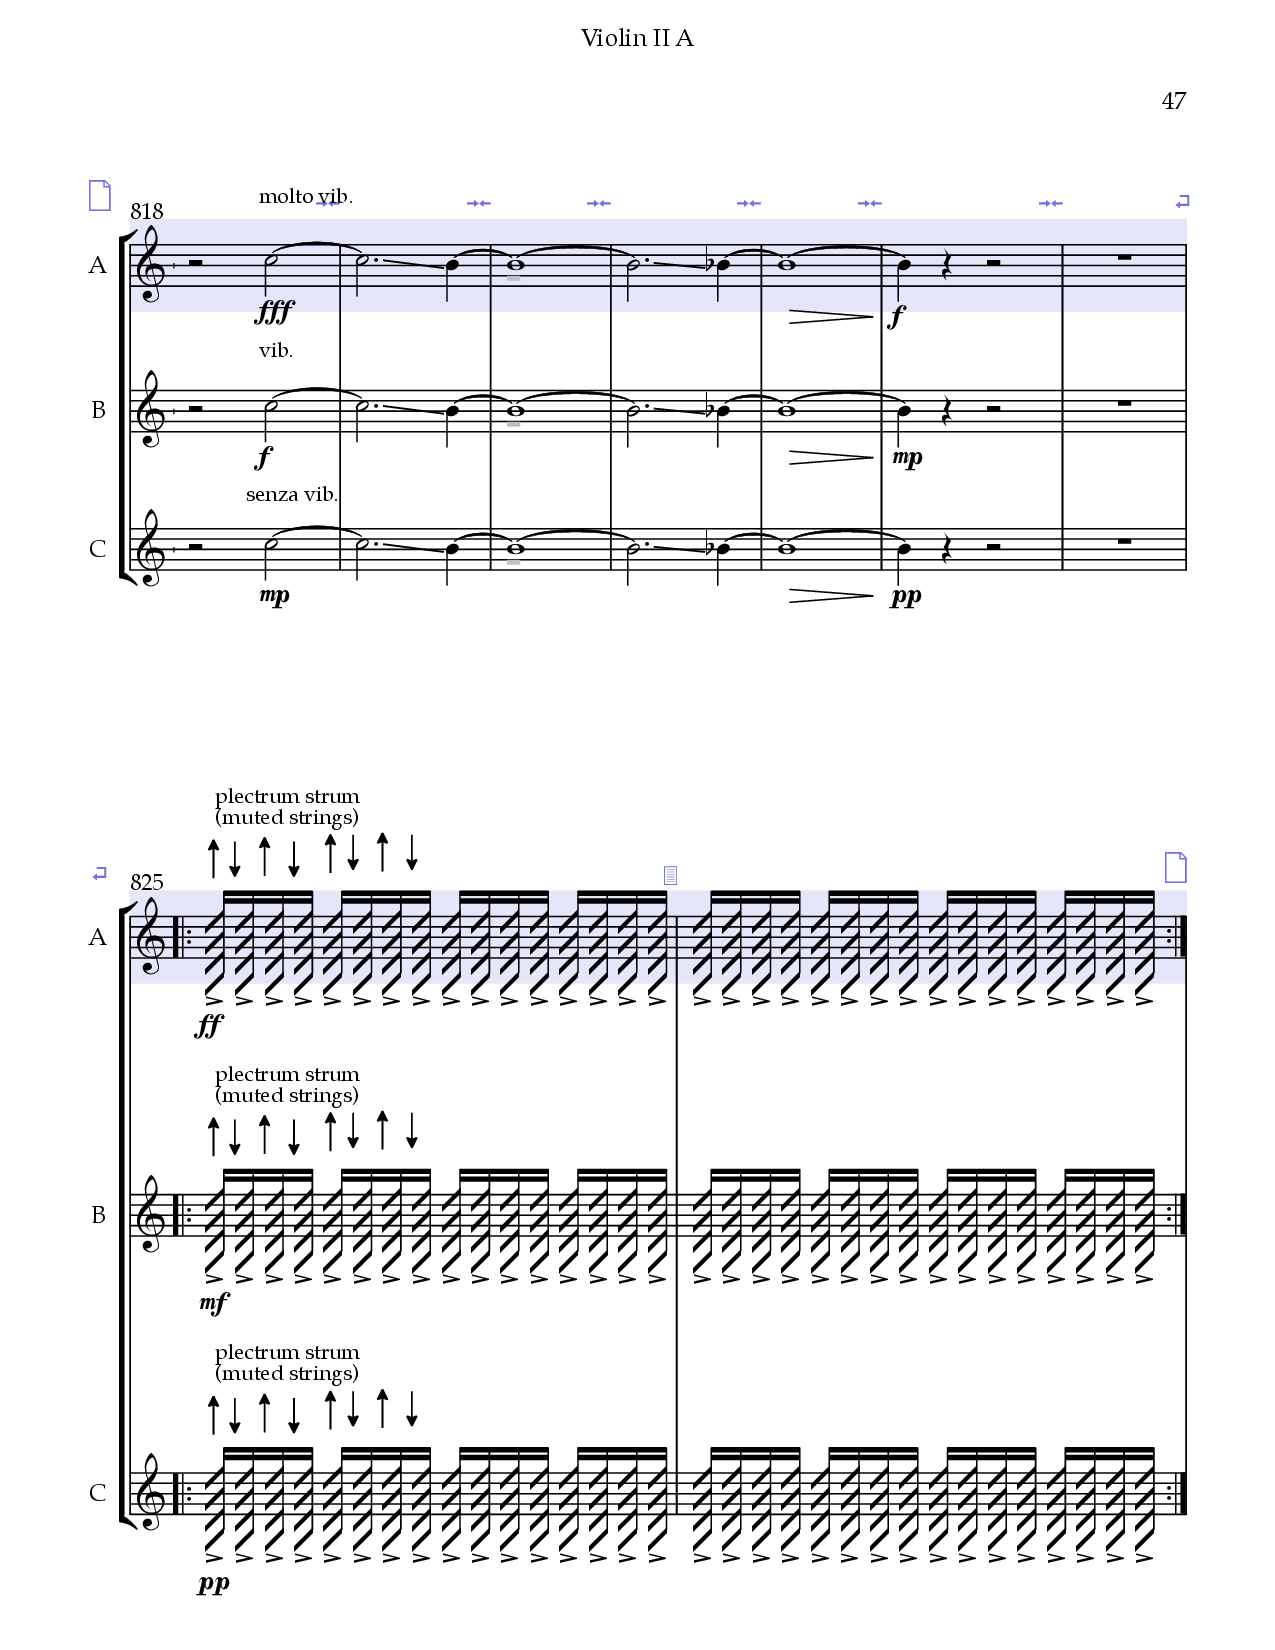 Violin II A
47
molto vib.
818
A
fff
f
vib.
B
f
mp
senza vib.
C
mp
pp
plectrum strum
(muted strings)
825
A
ff
plectrum strum
(muted strings)
B
mf
plectrum strum
(muted strings)
C
pp